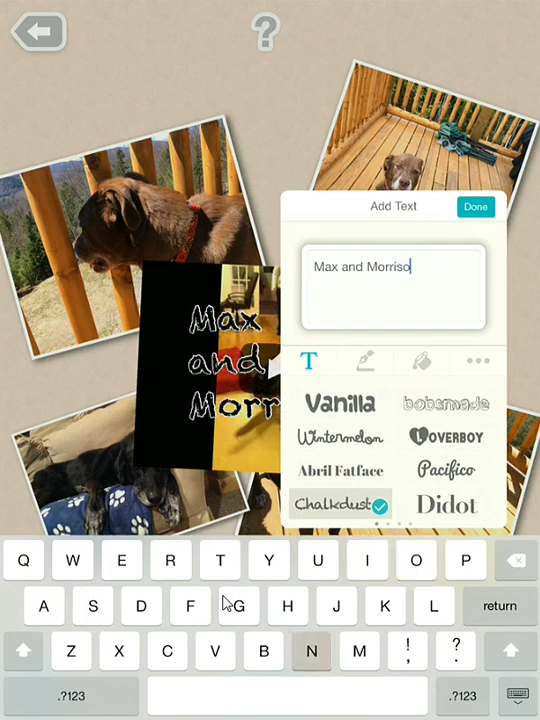 Add Text
Done
Max and Morriso
Max
and
Morr
T
Vanilla
bobsmade
Wintermelon
LOVERBOY
Abril Fatface
Pacifico
Chalkdust
Didot
Q W E R T Y U I O P
A S D F G H J K L return
Z X C V B N M ! , ? .
.?123 .?123